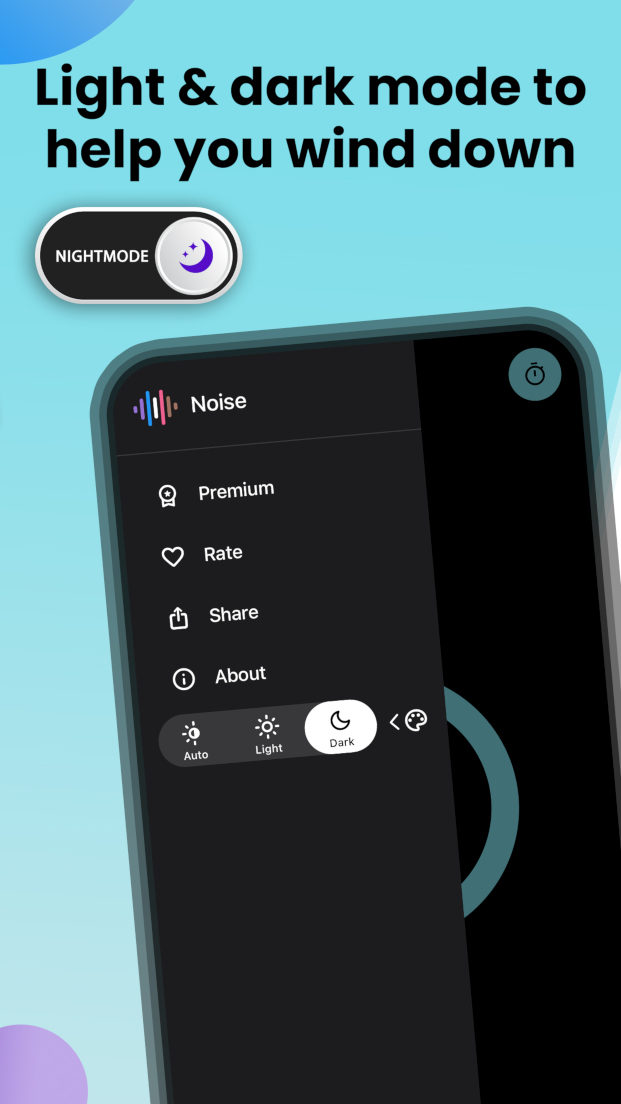 Light & dark mode to
help you wind down
NIGHTMODE
Noise
Premium
Rate
Share
About
Auto
Light
Dark